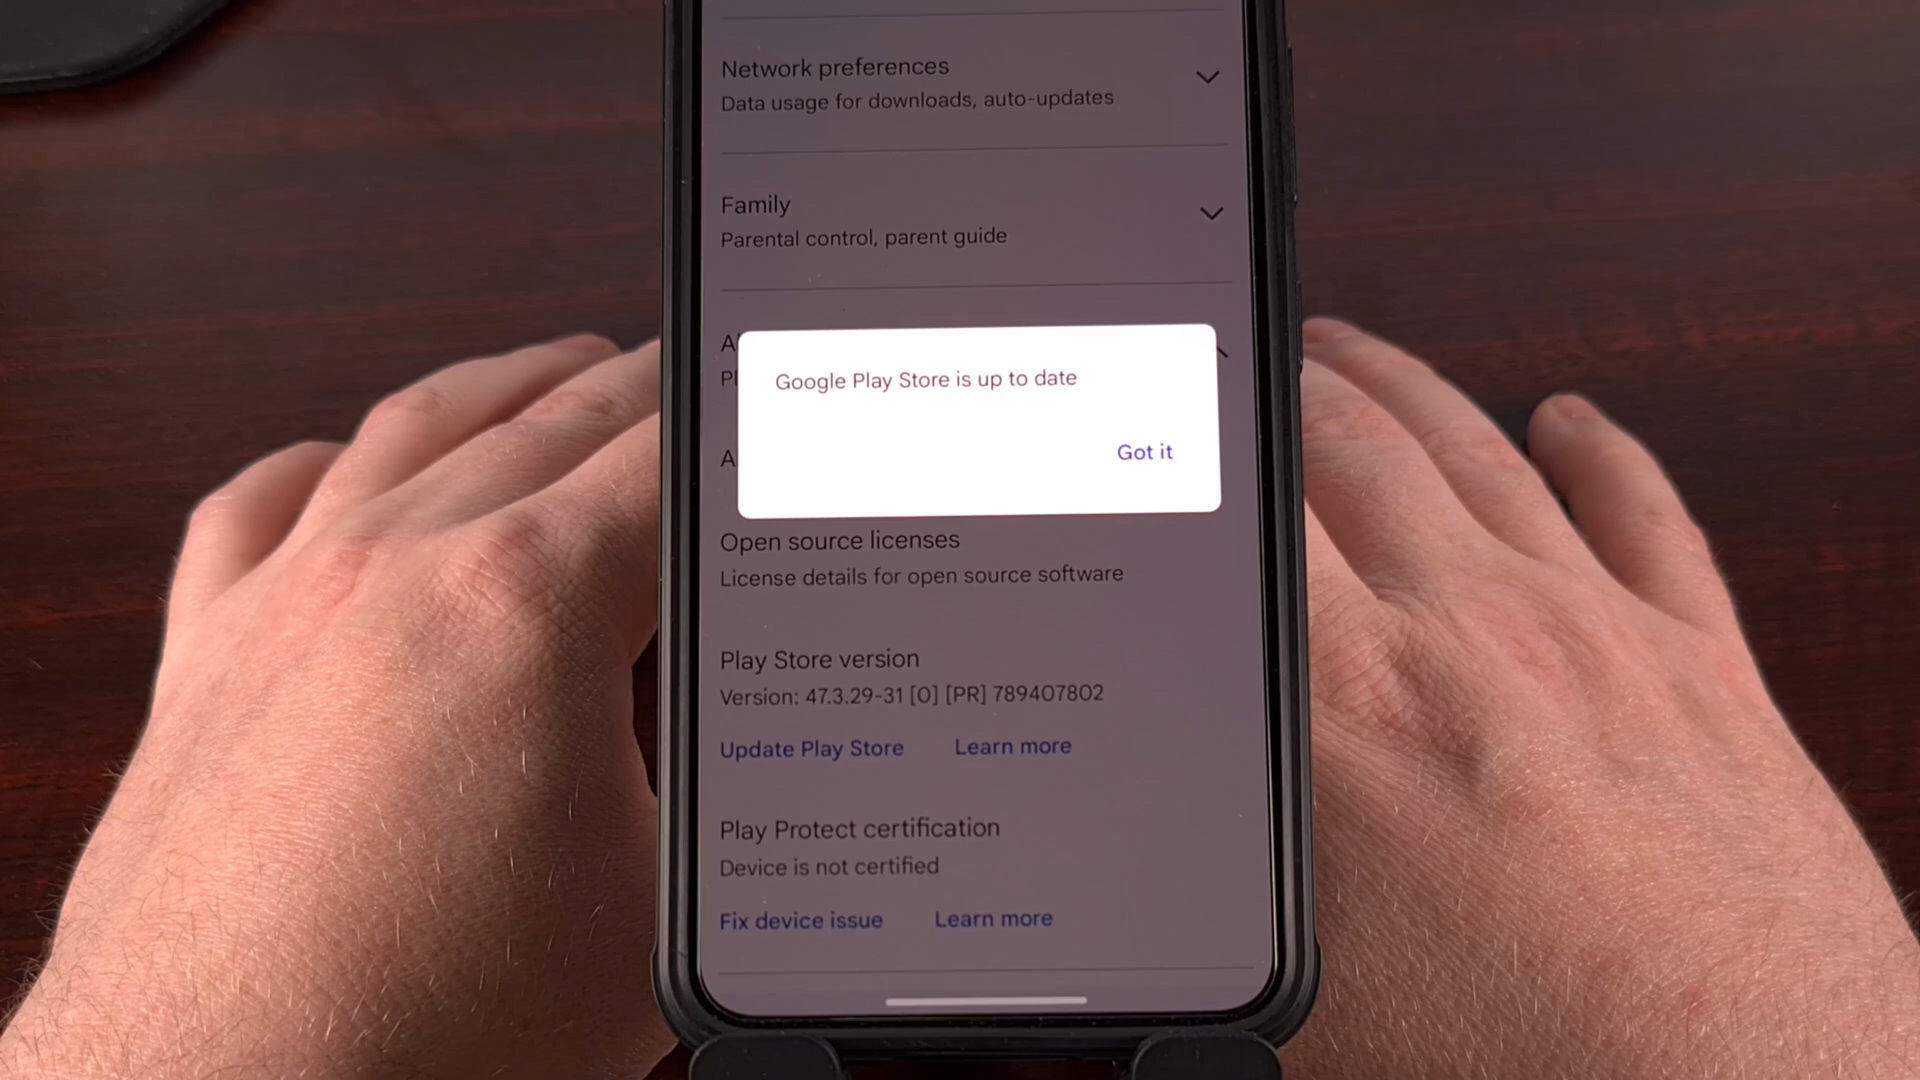 Network preferences
Data usage for downloads, auto-updates
Family
Parental control, parent guide
Google Play Store is up to date
Got it
Open source licenses
License details for open source software
Play Store version
Version: 47.3.29-31 [0] [PR] 789407802
Update Play Store Learn more
Play Protect certification
Device is not certified
Fix device issue Learn more